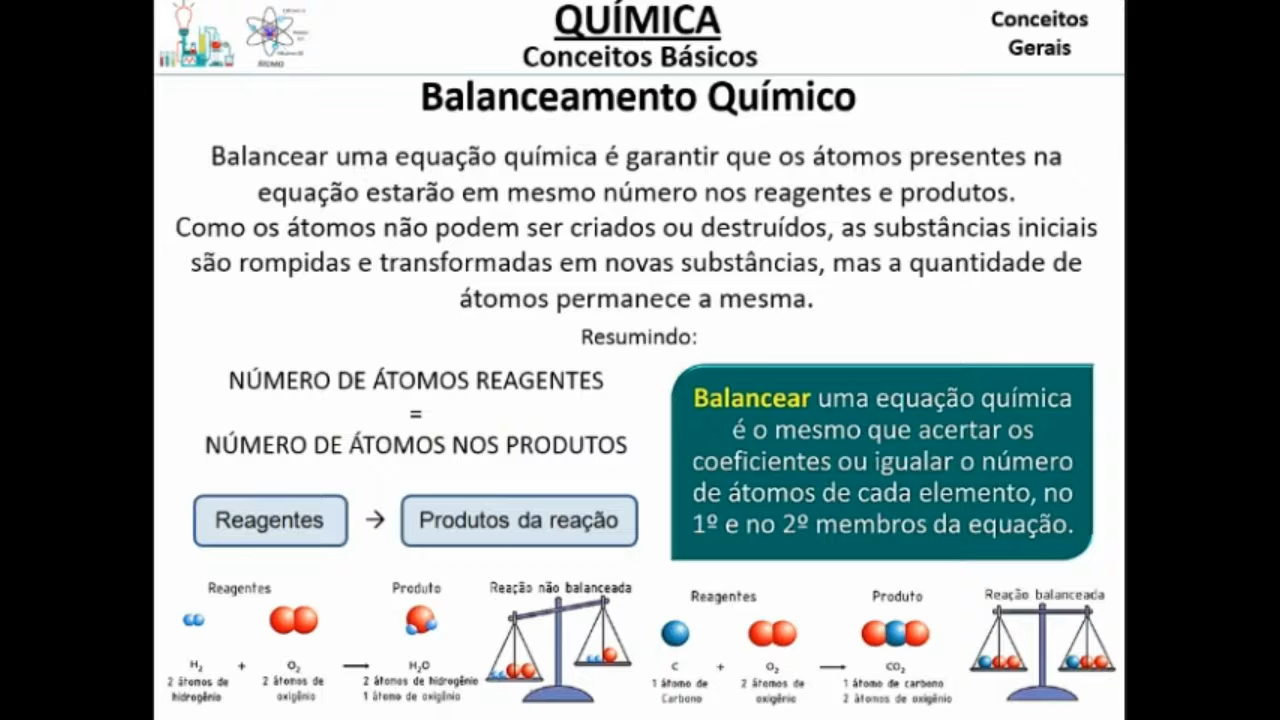 QUÍMICA
Conceitos Básicos
Conceitos
Gerais
ÁTOMO
Balanceamento Químico
Balancear uma equação química é garantir que os átomos presentes na
equação estarão em mesmo número nos reagentes e produtos.
Como os átomos não podem ser criados ou destruídos, as substâncias iniciais
são rompidas e transformadas em novas substâncias, mas a quantidade de
átomos permanece a mesma.
Resumindo:
NÚMERO DE ÁTOMOS REAGENTES
=
NÚMERO DE ÁTOMOS NOS PRODUTOS
Reagentes → Produtos da reação
Balancear uma equação química
é o mesmo que acertar os
coeficientes ou igualar o número
de átomos de cada elemento, no
1º e no 2º membros da equação.
Reagentes
Produto
Reação não balanceada
H₂ + O₂ → H₂O
2 átomos de
hidrogênio
2 átomos de
oxigênio
2 átomos de hidrogênio
1 átomo de oxigênio
Reagentes
Produto
Reação balanceada
C + O₂ → CO₂
1 átomo de
Carbono
2 átomos de
oxigênio
1 átomo de carbono
2 átomos de oxigênio